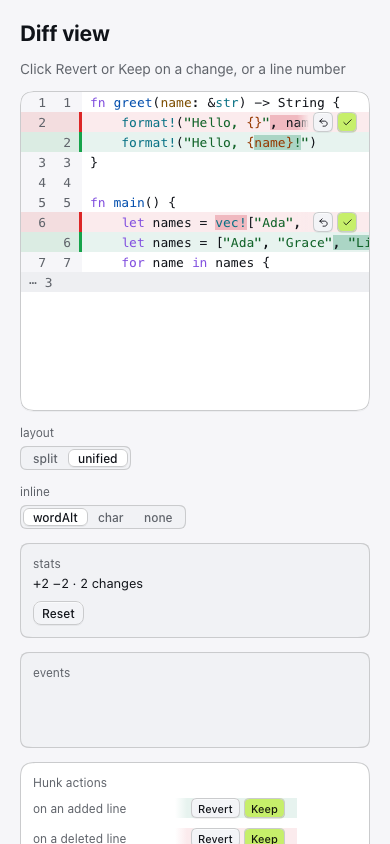 Diff view
Click Revert or Keep on a change, or a line number
1 1 fn greet(name: &str) -> String {
2 format!("Hello, {}", nam
2 format!("Hello, {name}!")
3 3 }
4 4
5 5 fn main() {
6 let names = vec!["Ada",
6 let names = ["Ada", "Grace", "Li
7 7 for name in names {
⋯ 3
layout
split unified
inline
wordAlt char none
stats
+2 −2 · 2 changes
Reset
events
Hunk actions
on an added line Revert Keep
on a deleted line Revert Keep